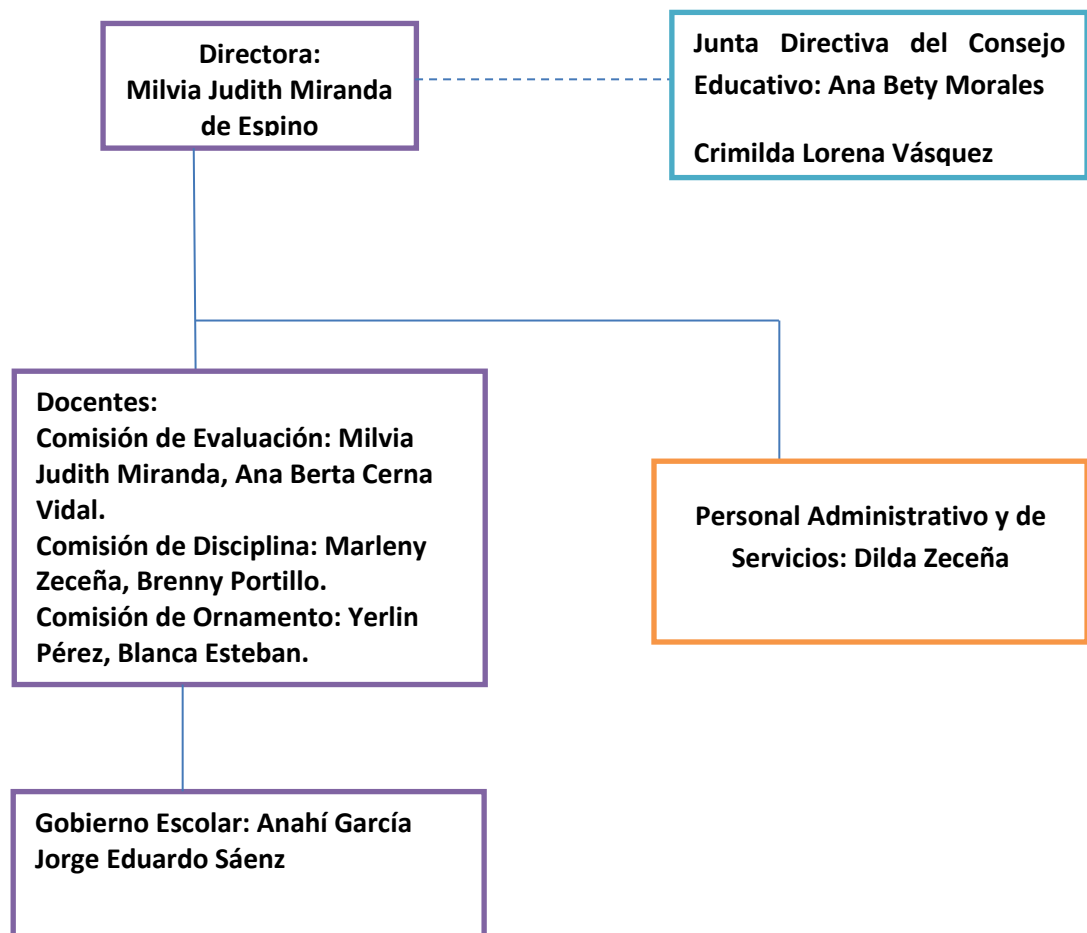 Directora:
Milvia Judith Miranda
de Espino
Junta Directiva del Consejo
Educativo: Ana Bety Morales
Crimilda Lorena Vásquez
Docentes:
Comisión de Evaluación: Milvia
Judith Miranda, Ana Berta Cerna
Vidal.
Comisión de Disciplina: Marleny
Zeceña, Brenny Portillo.
Comisión de Ornamento: Yerlin
Pérez, Blanca Esteban.
Personal Administrativo y de
Servicios: Dilda Zeceña
Gobierno Escolar: Anahí García
Jorge Eduardo Sáenz